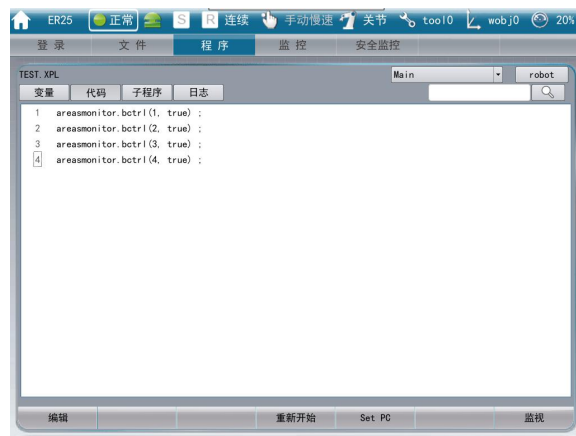 ER25 正常 S R 连续 手动慢速 关节 tool0 wobj0 20%
登录 文件 程序 监控 安全监控
TEST.XPL Main robot
变量 代码 子程序 日志
1 areasmonitor.bctrl(1, true) ;
2 areasmonitor.bctrl(2, true) ;
3 areasmonitor.bctrl(3, true) ;
4 areasmonitor.bctrl(4, true) ;
编辑 重新开始 Set PC 监视